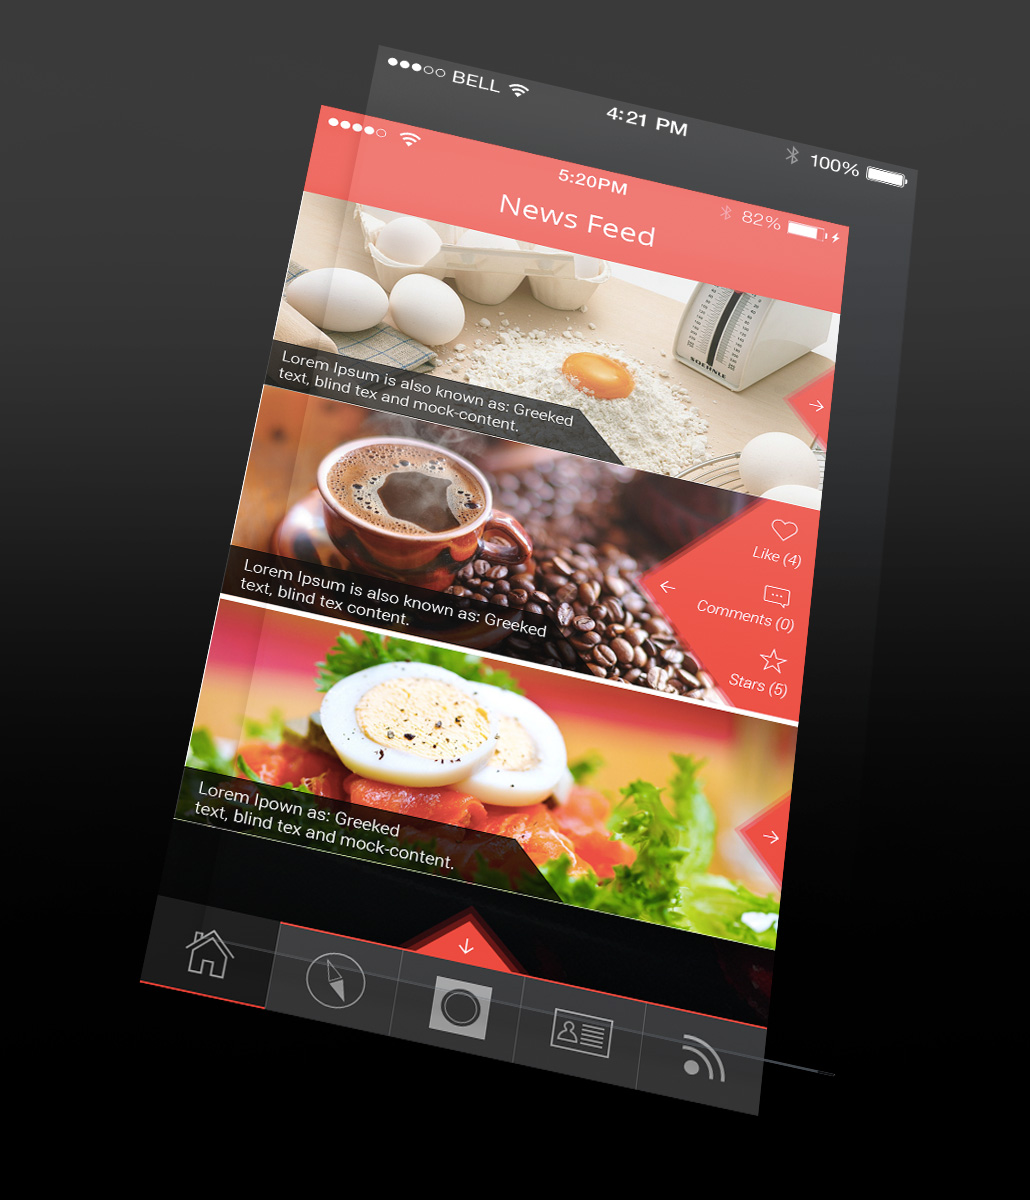 BELL
4:21 PM
100%
5:20PM
82%
News Feed
SOEHNLE
Lorem Ipsum is also known as: Greeked
text, blind tex and mock-content.
Like (4)
Comments (0)
Stars (5)
Lorem Ipsum is also known as: Greeked
text, blind tex content.
Lorem Ipown as: Greeked
text, blind tex and mock-content.